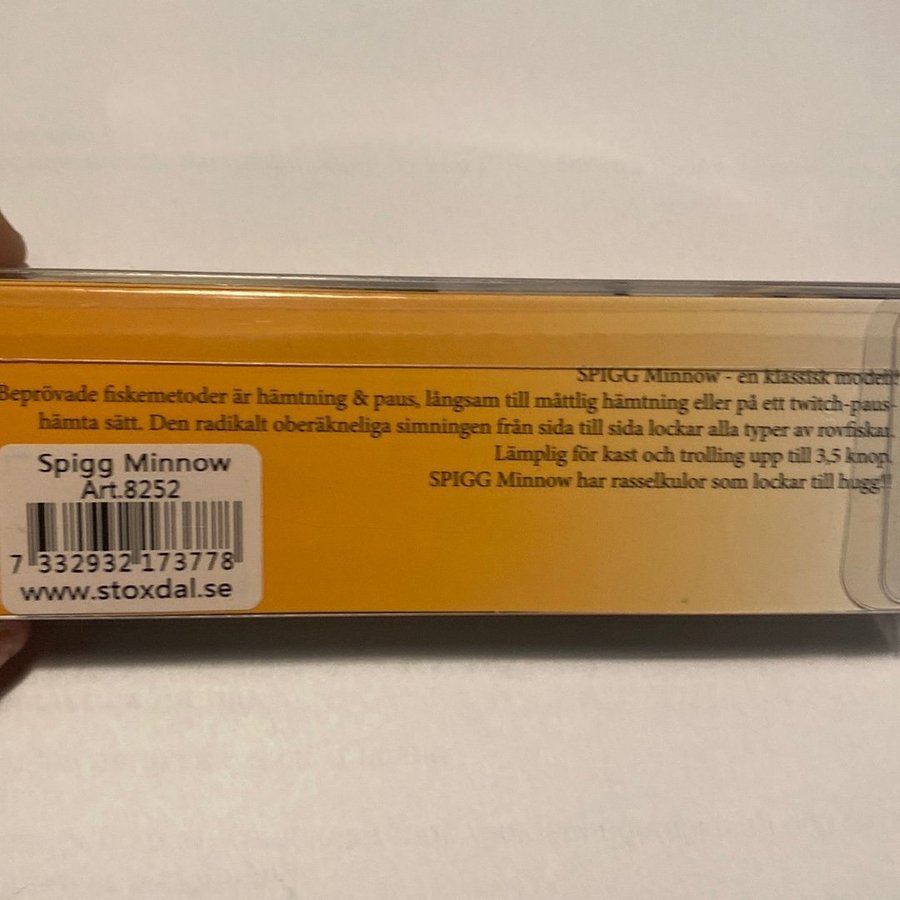 SPIGG Minnow - en klassisk modell!
Beprövade fiskemetoder är hämtning & paus, långsam till måttlig hämtning eller på ett twitch-paus-
hämta sätt. Den radikalt oberäkneliga simningen från sida till sida lockar alla typer av rovfiskar.
Lämplig för kast och trolling upp till 3,5 knop.
SPIGG Minnow har rasselkulor som lockar till hugg!!
Spigg Minnow
Art.8252
7 332932 173778
www.stoxdal.se